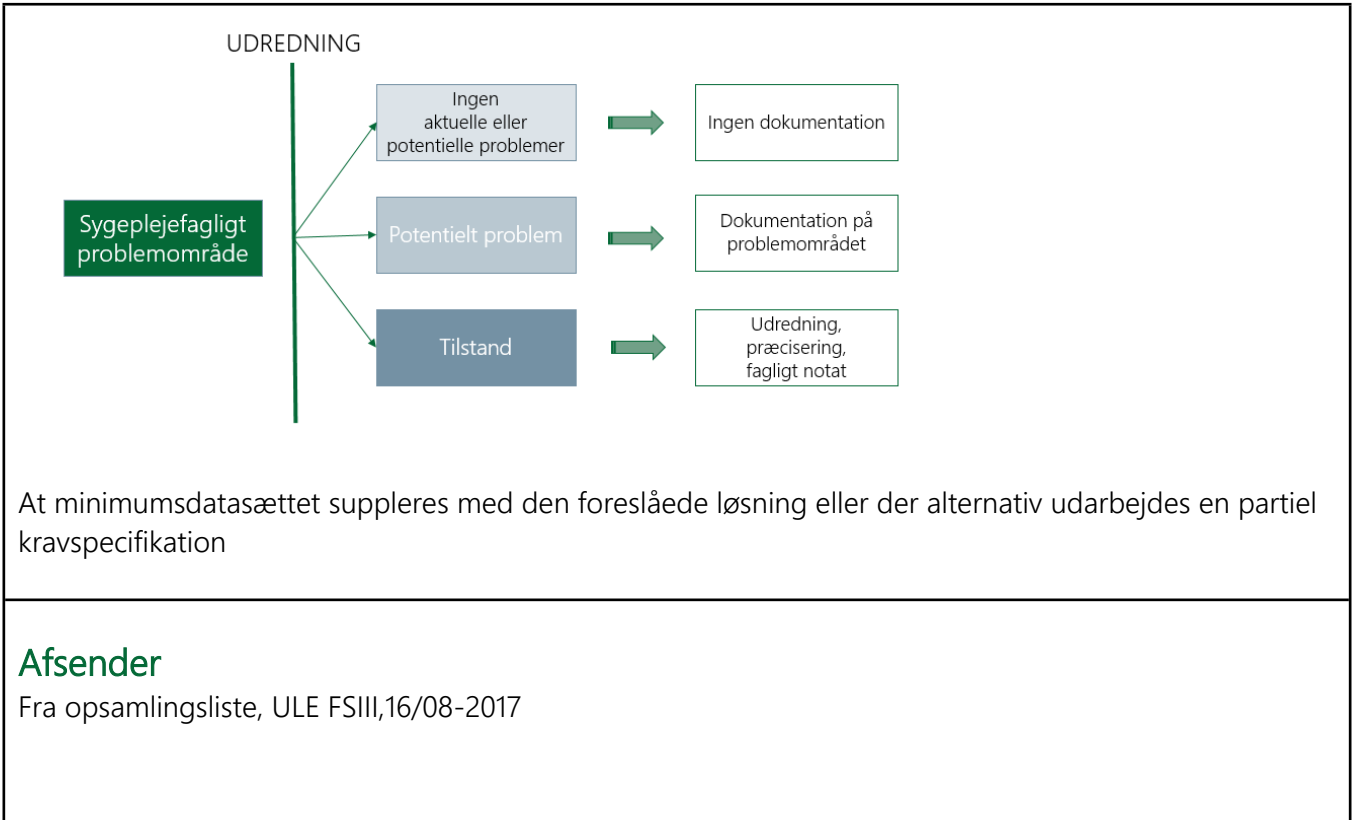 UDREDNING
Sygeplejefagligt
problemområde
Ingen
aktuelle eller
potentielle problemer
Ingen dokumentation
Potentielt problem
Dokumentation på
problemområdet
Tilstand
Udredning,
præcisering,
fagligt notat
At minimumsdatasættet suppleres med den foreslåede løsning eller der alternativ udarbejdes en partiel
kravspecifikation
Afsender
Fra opsamlingsliste, ULE FSIII,16/08-2017